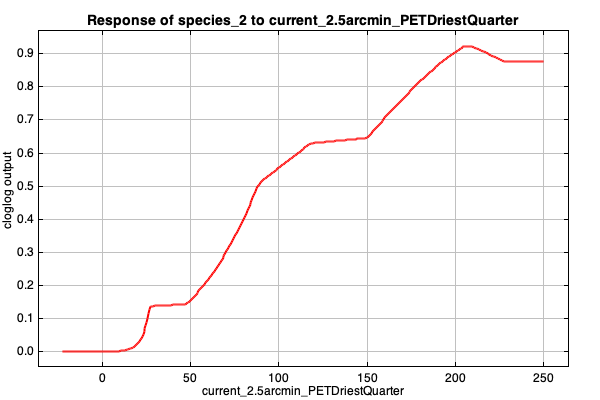 Response of species_2 to current_2.5arcmin_PETDriestQuarter
cloglog output
0.9
0.8
0.7
0.6
0.5
0.4
0.3
0.2
0.1
0.0
0 50 100 150 200 250
current_2.5arcmin_PETDriestQuarter